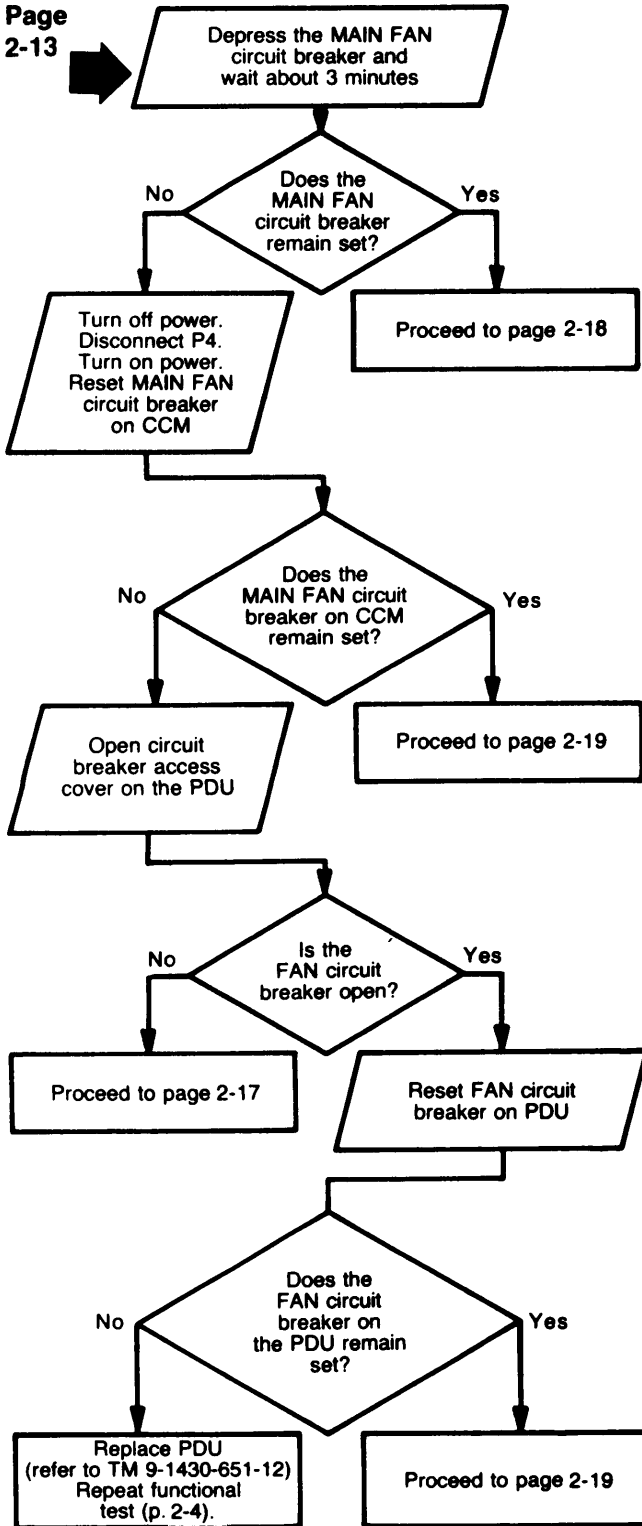 Page
2-13
Depress the MAIN FAN
circuit breaker and
wait about 3 minutes
Does the
MAIN FAN
circuit breaker
remain set?
No
Yes
Turn off power.
Disconnect P4.
Turn on power.
Reset MAIN FAN
circuit breaker
on CCM
Proceed to page 2-18
Does the
MAIN FAN circuit
breaker on CCM
remain set?
No
Yes
Open circuit
breaker access
cover on the PDU
Proceed to page 2-19
Is the
FAN circuit
breaker open?
No
Yes
Proceed to page 2-17
Reset FAN circuit
breaker on PDU
Does the
FAN circuit
breaker on
the PDU remain
set?
No
Yes
Replace PDU
(refer to TM 9-1430-651-12)
Repeat functional
test (p. 2-4).
Proceed to page 2-19